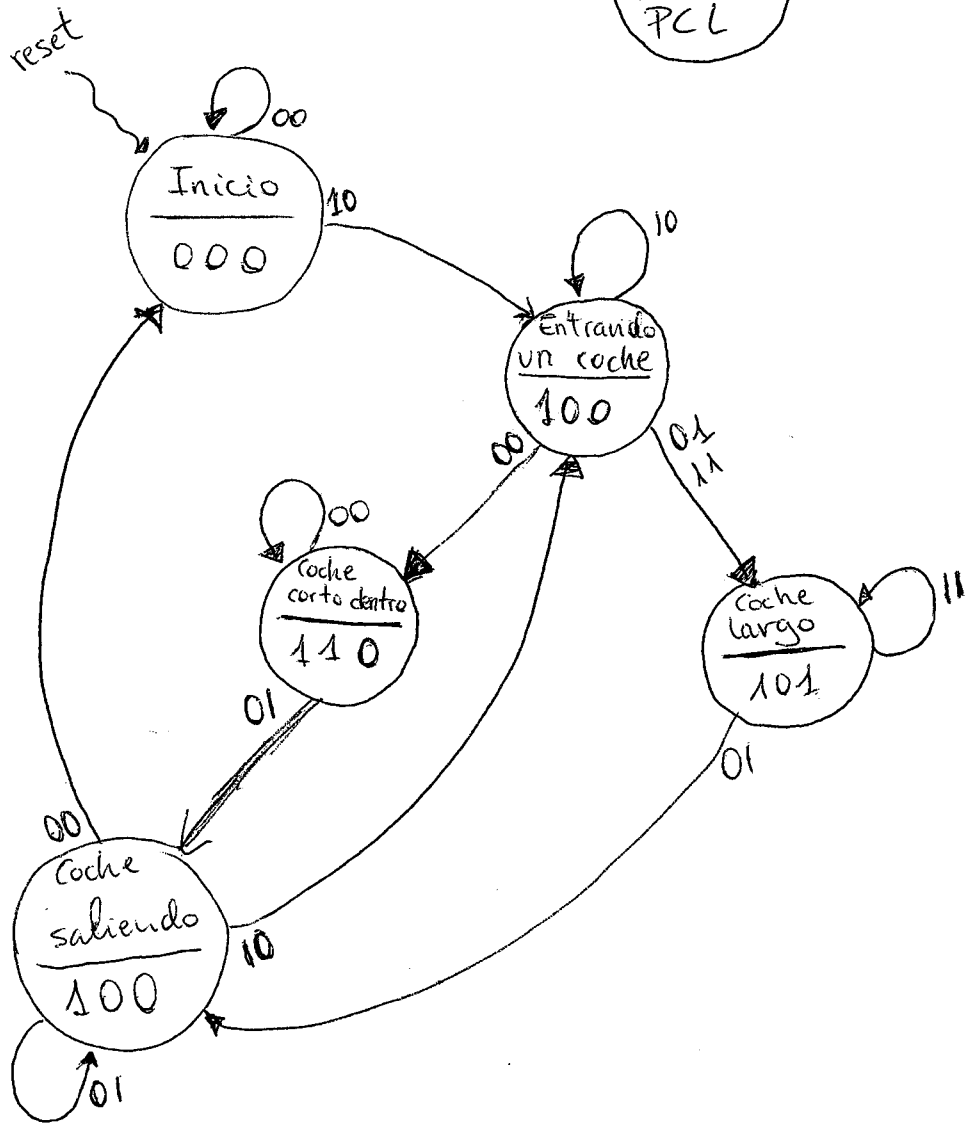 PCL
reset
00
Inicio
000
10
10
Entrando
un coche
100
00
01
11
00
Coche
corto dentro
110
01
Coche
largo
101
11
01
00
Coche
saliendo
100
10
01